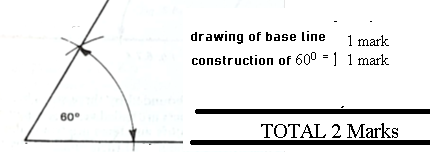 drawing of base line 1 mark
construction of 60⁰ = 1 1 mark
60°
TOTAL 2 Marks